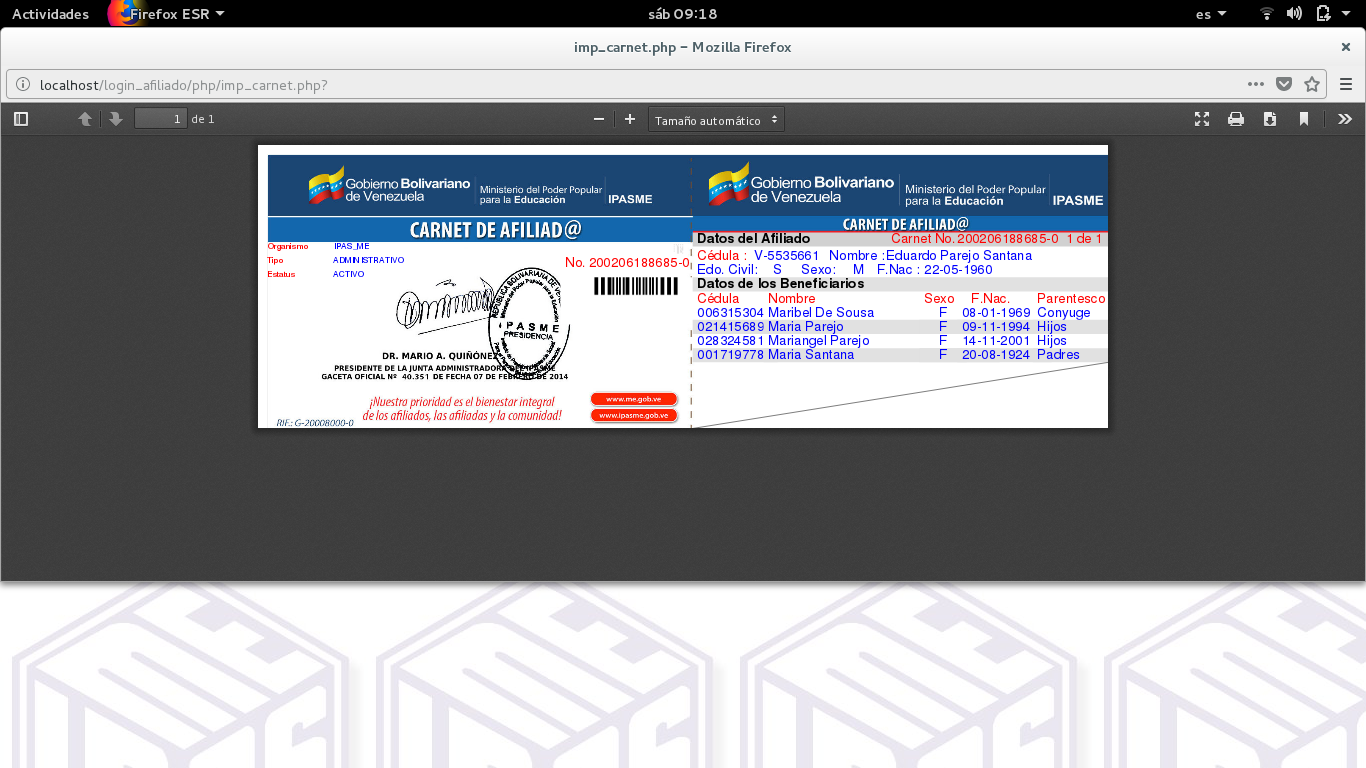 Actividades Firefox ESR sáb 09:18 es
imp_carnet.php - Mozilla Firefox
localhost/login_afiliado/php/imp_carnet.php?
1 de 1 Tamaño automático
Gobierno Bolivariano de Venezuela
Ministerio del Poder Popular para la Educación
IPASME
CARNET DE AFILIAD@
Organismo IPAS_ME
Tipo ADMINISTRATIVO
Estatus ACTIVO
No. 200206188685-0
REPÚBLICA BOLIVARIANA DE
IPASME
PRESIDENCIA
DR. MARIO A. QUIÑÓNEZ
PRESIDENTE DE LA JUNTA ADMINISTRADORA DEL IPASME
GACETA OFICIAL Nº 40.351 DE FECHA 07 DE FEBRERO DE 2014
¡Nuestra prioridad es el bienestar integral
de los afiliados, las afiliadas y la comunidad!
www.me.gob.ve
www.ipasme.gob.ve
RIF.: G-20008000-0
Gobierno Bolivariano de Venezuela
Ministerio del Poder Popular para la Educación
IPASME
CARNET DE AFILIAD@
Datos del Afiliado Carnet No. 200206188685-0 1 de 1
Cédula : V-5535661 Nombre :Eduardo Parejo Santana
Edo. Civil: S Sexo: M F.Nac : 22-05-1960
Datos de los Beneficiarios
Cédula Nombre Sexo F.Nac. Parentesco
006315304 Maribel De Sousa F 08-01-1969 Conyuge
021415689 Maria Parejo F 09-11-1994 Hijos
028324581 Mariangel Parejo F 14-11-2001 Hijos
001719778 Maria Santana F 20-08-1924 Padres